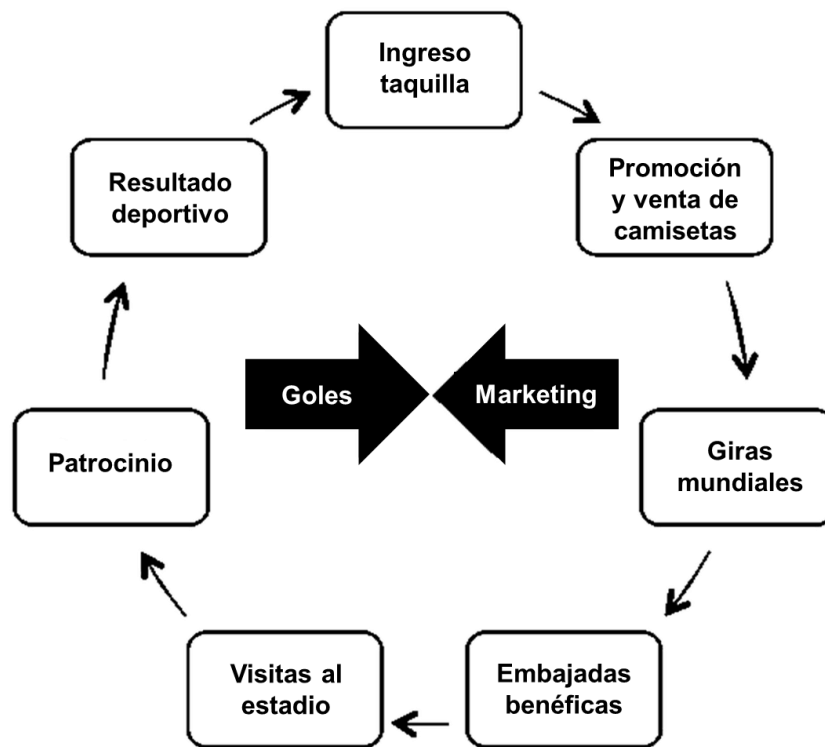 Ingreso
taquilla
Promoción
y venta de
camisetas
Giras
mundiales
Embajadas
benéficas
Visitas al
estadio
Patrocinio
Resultado
deportivo
Goles
Marketing